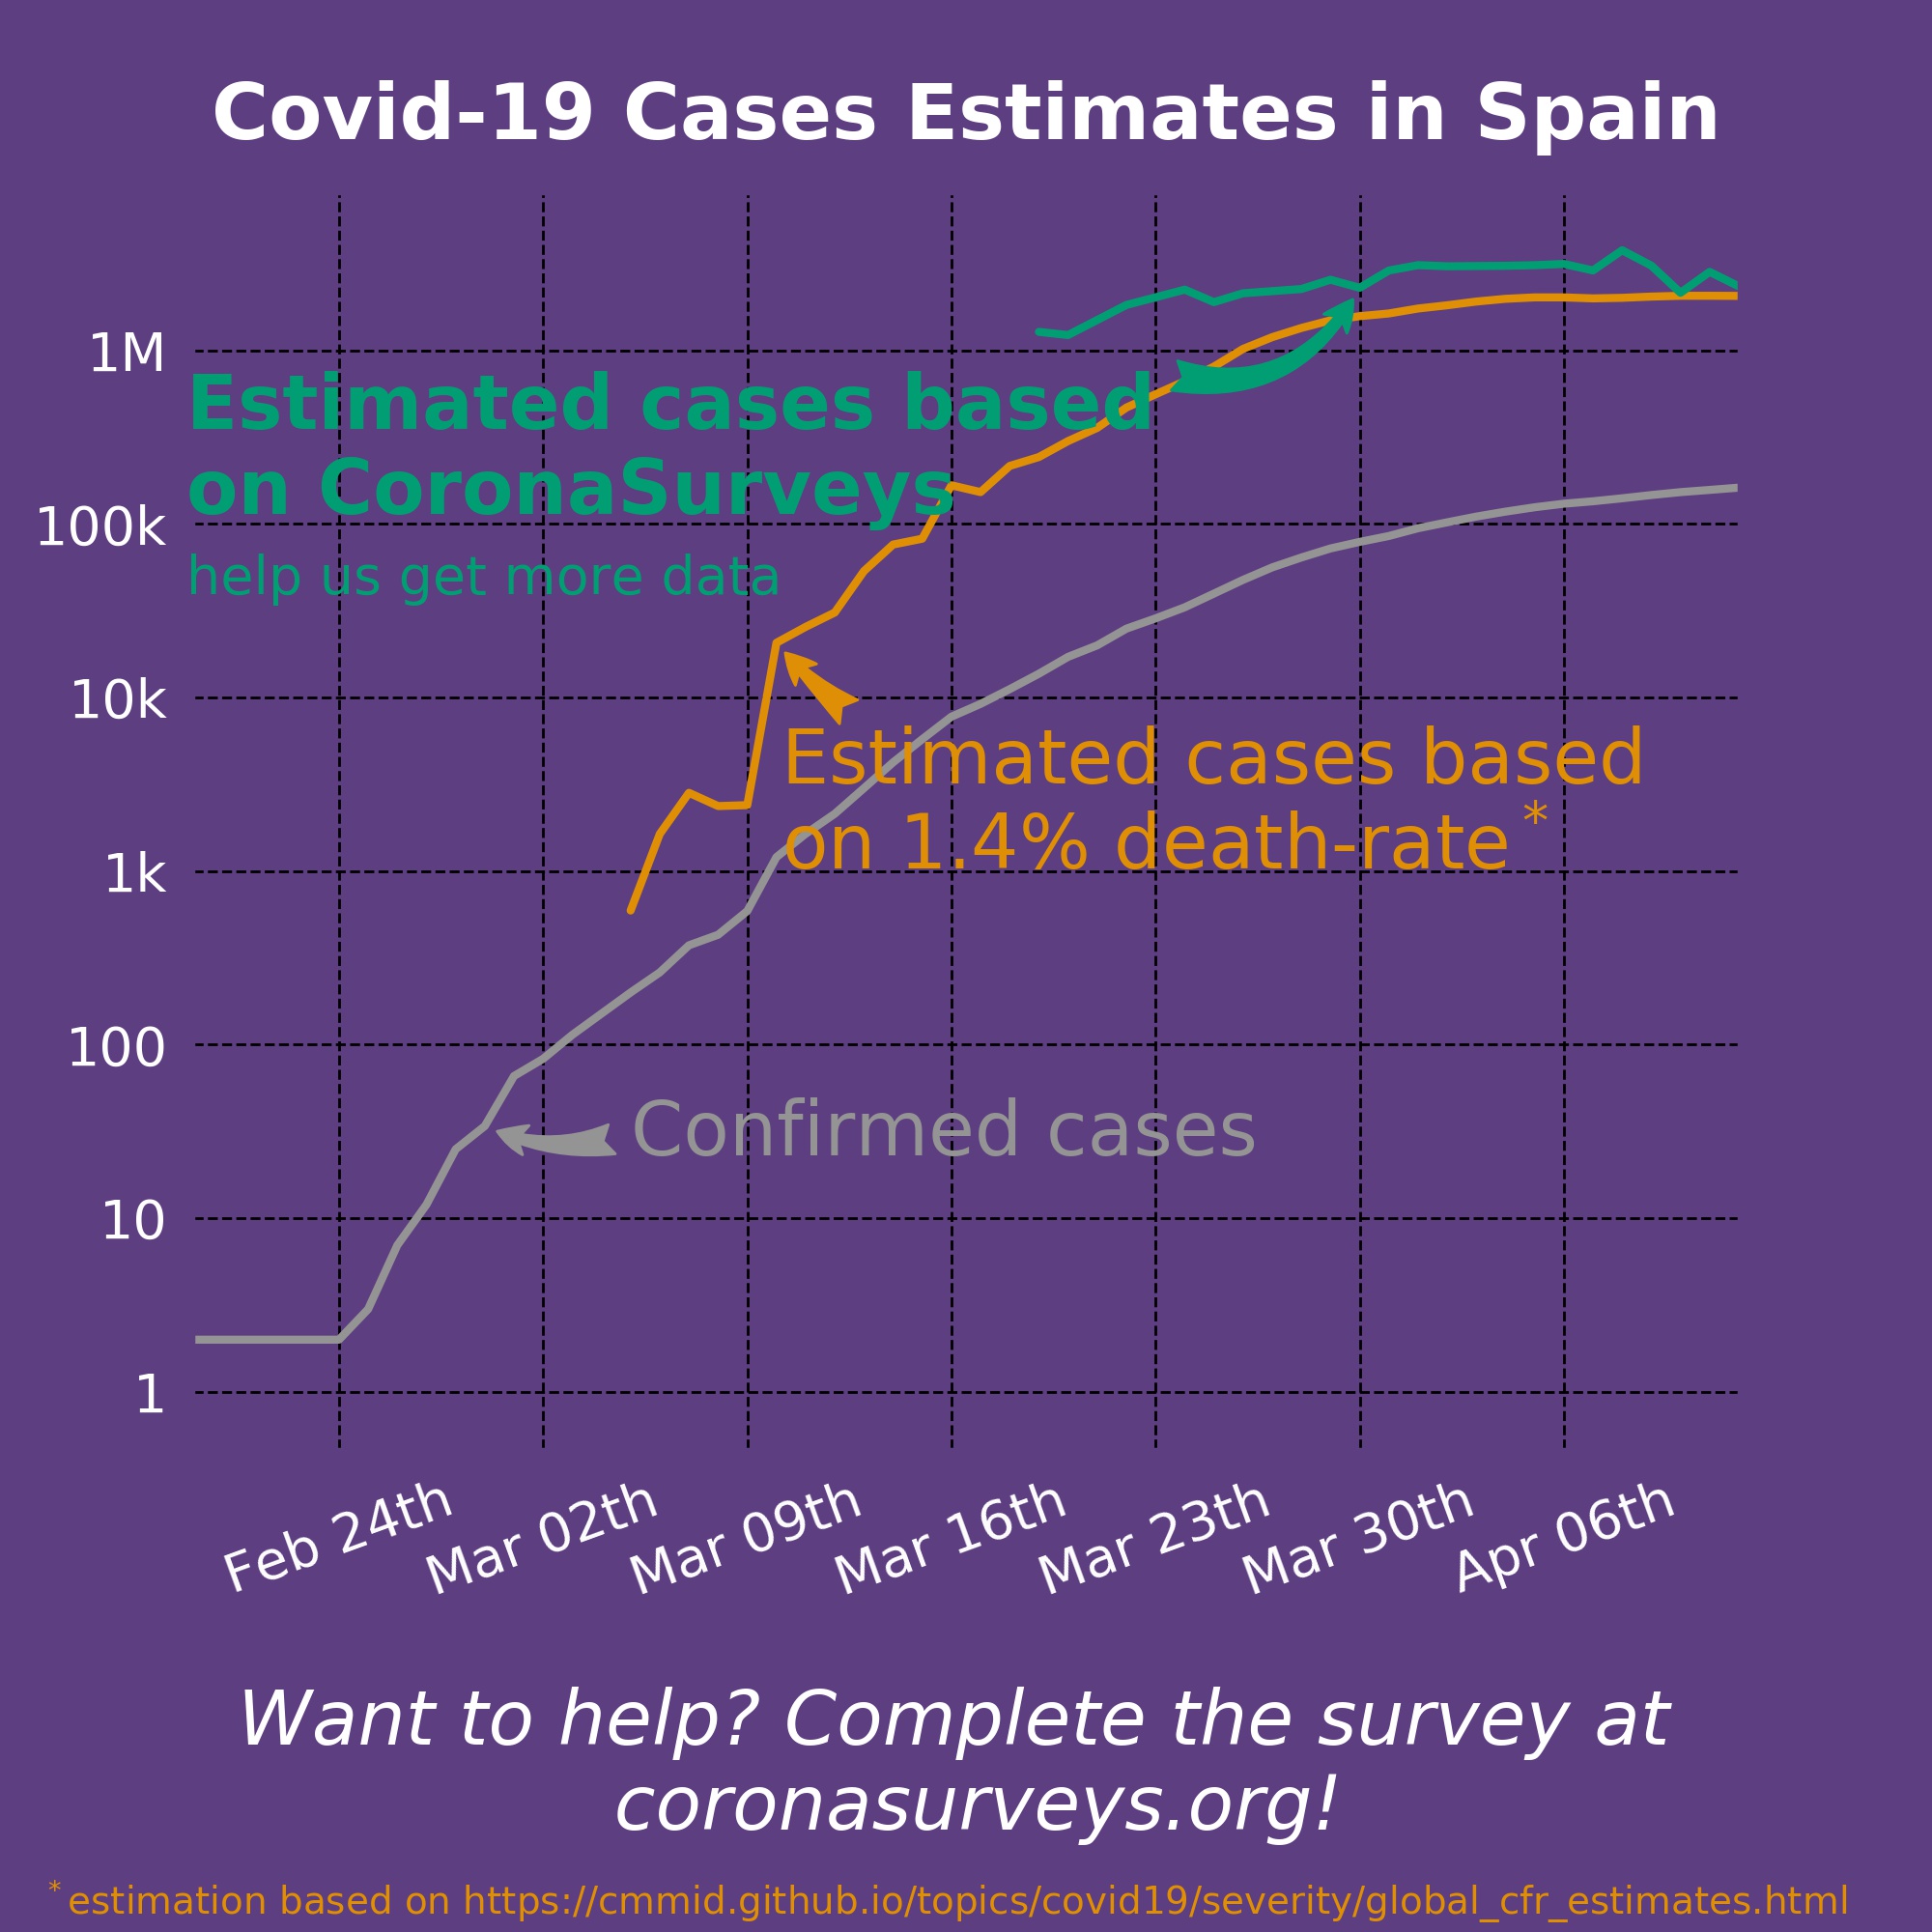 Covid-19 Cases Estimates in Spain
1M
Estimated cases based
on CoronaSurveys
100k
help us get more data
10k
Estimated cases based
on 1.4% death-rate*
1k
100
Confirmed cases
10
1
Feb 24th
Mar 02th
Mar 09th
Mar 16th
Mar 23th
Mar 30th
Apr 06th
Want to help? Complete the survey at
coronasurveys.org!
*estimation based on https://cmmid.github.io/topics/covid19/severity/global_cfr_estimates.html